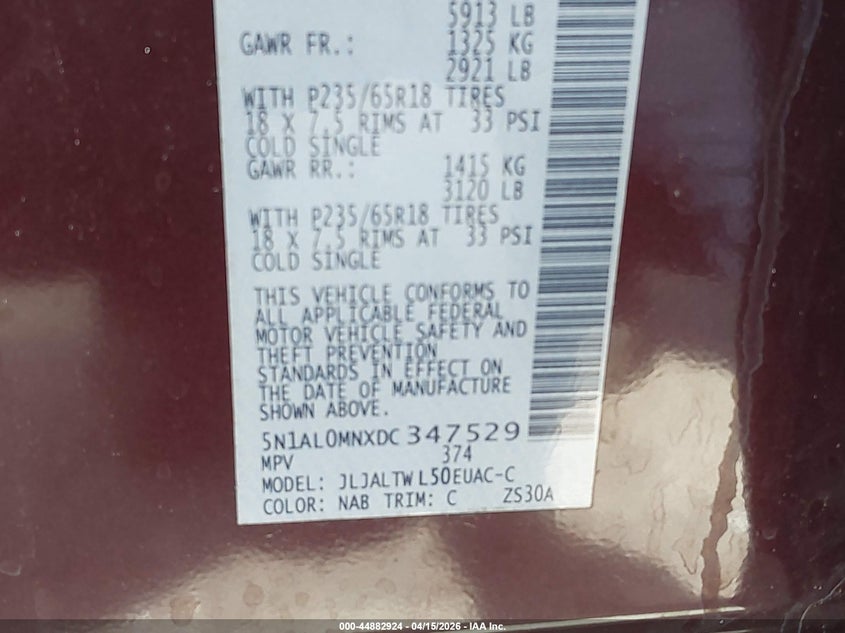 5913 LB
GAWR FR.: 1325 KG
2921 LB
WITH P235/65R18 TIRES
18 X 7.5 RIMS AT 33 PSI
COLD SINGLE
GAWR RR.: 1415 KG
3120 LB
WITH P235/65R18 TIRES
18 X 7.5 RIMS AT 33 PSI
COLD SINGLE
THIS VEHICLE CONFORMS TO
ALL APPLICABLE FEDERAL
MOTOR VEHICLE SAFETY AND
THEFT PREVENTION
STANDARDS IN EFFECT ON
THE DATE OF MANUFACTURE
SHOWN ABOVE.
5N1AL0MNXDC 347529
MPV 374
MODEL: JLJALTW L50EUAC-C
COLOR: NAB TRIM: C ZS30A
000-44882924 - 04/15/2026 - IAA Inc.